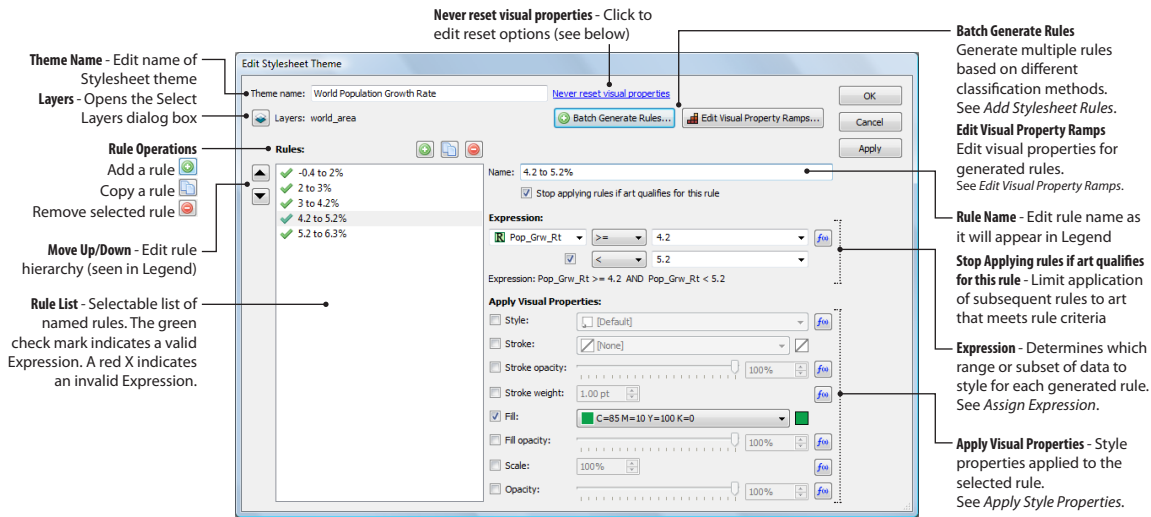 Never reset visual properties - Click to
edit reset options (see below)
Theme Name - Edit name of
Stylesheet theme
Layers - Opens the Select
Layers dialog box
Rule Operations
Add a rule
Copy a rule
Remove selected rule
Move Up/Down - Edit rule
hierarchy (seen in Legend)
Rule List - Selectable list of
named rules. The green
check mark indicates a valid
Expression. A red X indicates
an invalid Expression.
Edit Stylesheet Theme
Theme name: World Population Growth Rate
Never reset visual properties
OK
Layers: world_area
Batch Generate Rules...
Edit Visual Property Ramps...
Cancel
Rules:
Apply
-0.4 to 2%
2 to 3%
3 to 4.2%
4.2 to 5.2%
5.2 to 6.3%
Name: 4.2 to 5.2%
Stop applying rules if art qualifies for this rule
Expression:
R Pop_Grw_Rt >= 4.2 f(x)
< 5.2
Expression: Pop_Grw_Rt >= 4.2 AND Pop_Grw_Rt < 5.2
Apply Visual Properties:
Style: [Default] f(x)
Stroke: [None]
Stroke opacity: 100% f(x)
Stroke weight: 1.00 pt f(x)
Fill: C=85 M=10 Y=100 K=0
Fill opacity: 100% f(x)
Scale: 100% f(x)
Opacity: 100% f(x)
Batch Generate Rules
Generate multiple rules
based on different
classification methods.
See Add Stylesheet Rules.
Edit Visual Property Ramps
Edit visual properties for
generated rules.
See Edit Visual Property Ramps.
Rule Name - Edit rule name as
it will appear in Legend
Stop Applying rules if art qualifies
for this rule - Limit application
of subsequent rules to art
that meets rule criteria
Expression - Determines which
range or subset of data to
style for each generated rule.
See Assign Expression.
Apply Visual Properties - Style
properties applied to the
selected rule.
See Apply Style Properties.